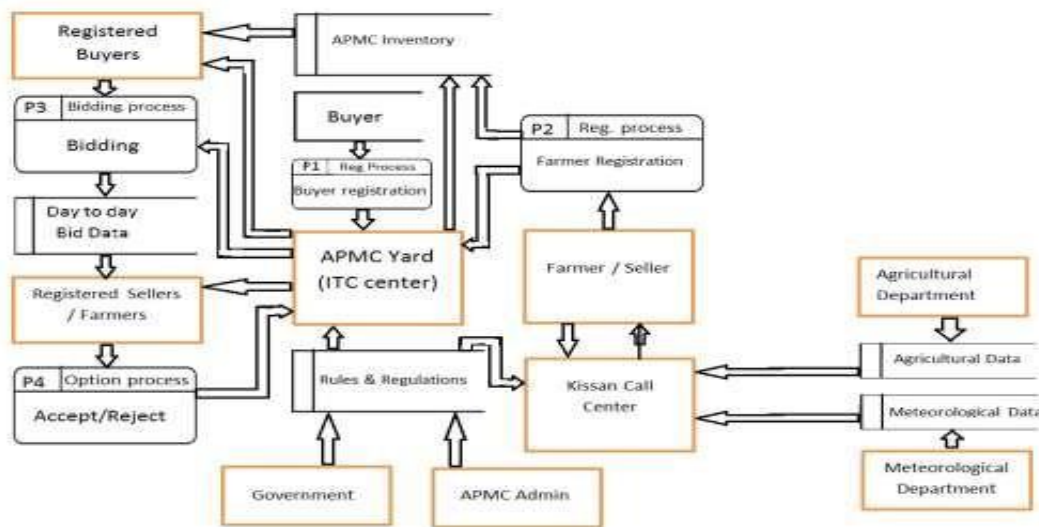 Registered
Buyers
APMC Inventory
P3 Bidding process
Bidding
Buyer
P2 Reg. process
Farmer Registration
P1 Reg Process
Buyer registration
Day to day
Bid Data
APMC Yard
(ITC center)
Farmer / Seller
Registered Sellers
/ Farmers
Agricultural
Department
P4 Option process
Accept/Reject
Rules & Regulations
Kissan Call
Center
Agricultural Data
Meteorological Data
Government
APMC Admin
Meteorological
Department